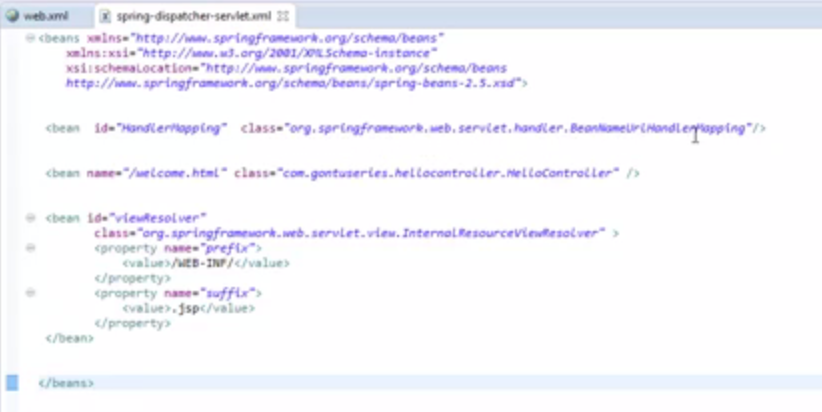 web.xml spring-dispatcher-servlet.xml
<beans xmlns="http://www.springframework.org/schema/beans"
xmlns:xsi="http://www.w3.org/2001/XMLSchema-instance"
xsi:schemaLocation="http://www.springframework.org/schema/beans
http://www.springframework.org/schema/beans/spring-beans-2.5.xsd">
<bean id="HandlerMapping" class="org.springframework.web.servlet.handler.BeanNameUrlHandlerMapping"/>
<bean name="/welcome.html" class="com.gontuseries.hellocontroller.HelloController" />
<bean id="viewResolver"
class="org.springframework.web.servlet.view.InternalResourceViewResolver" >
<property name="prefix">
<value>/WEB-INF/</value>
</property>
<property name="suffix">
<value>.jsp</value>
</property>
</bean>
</beans>